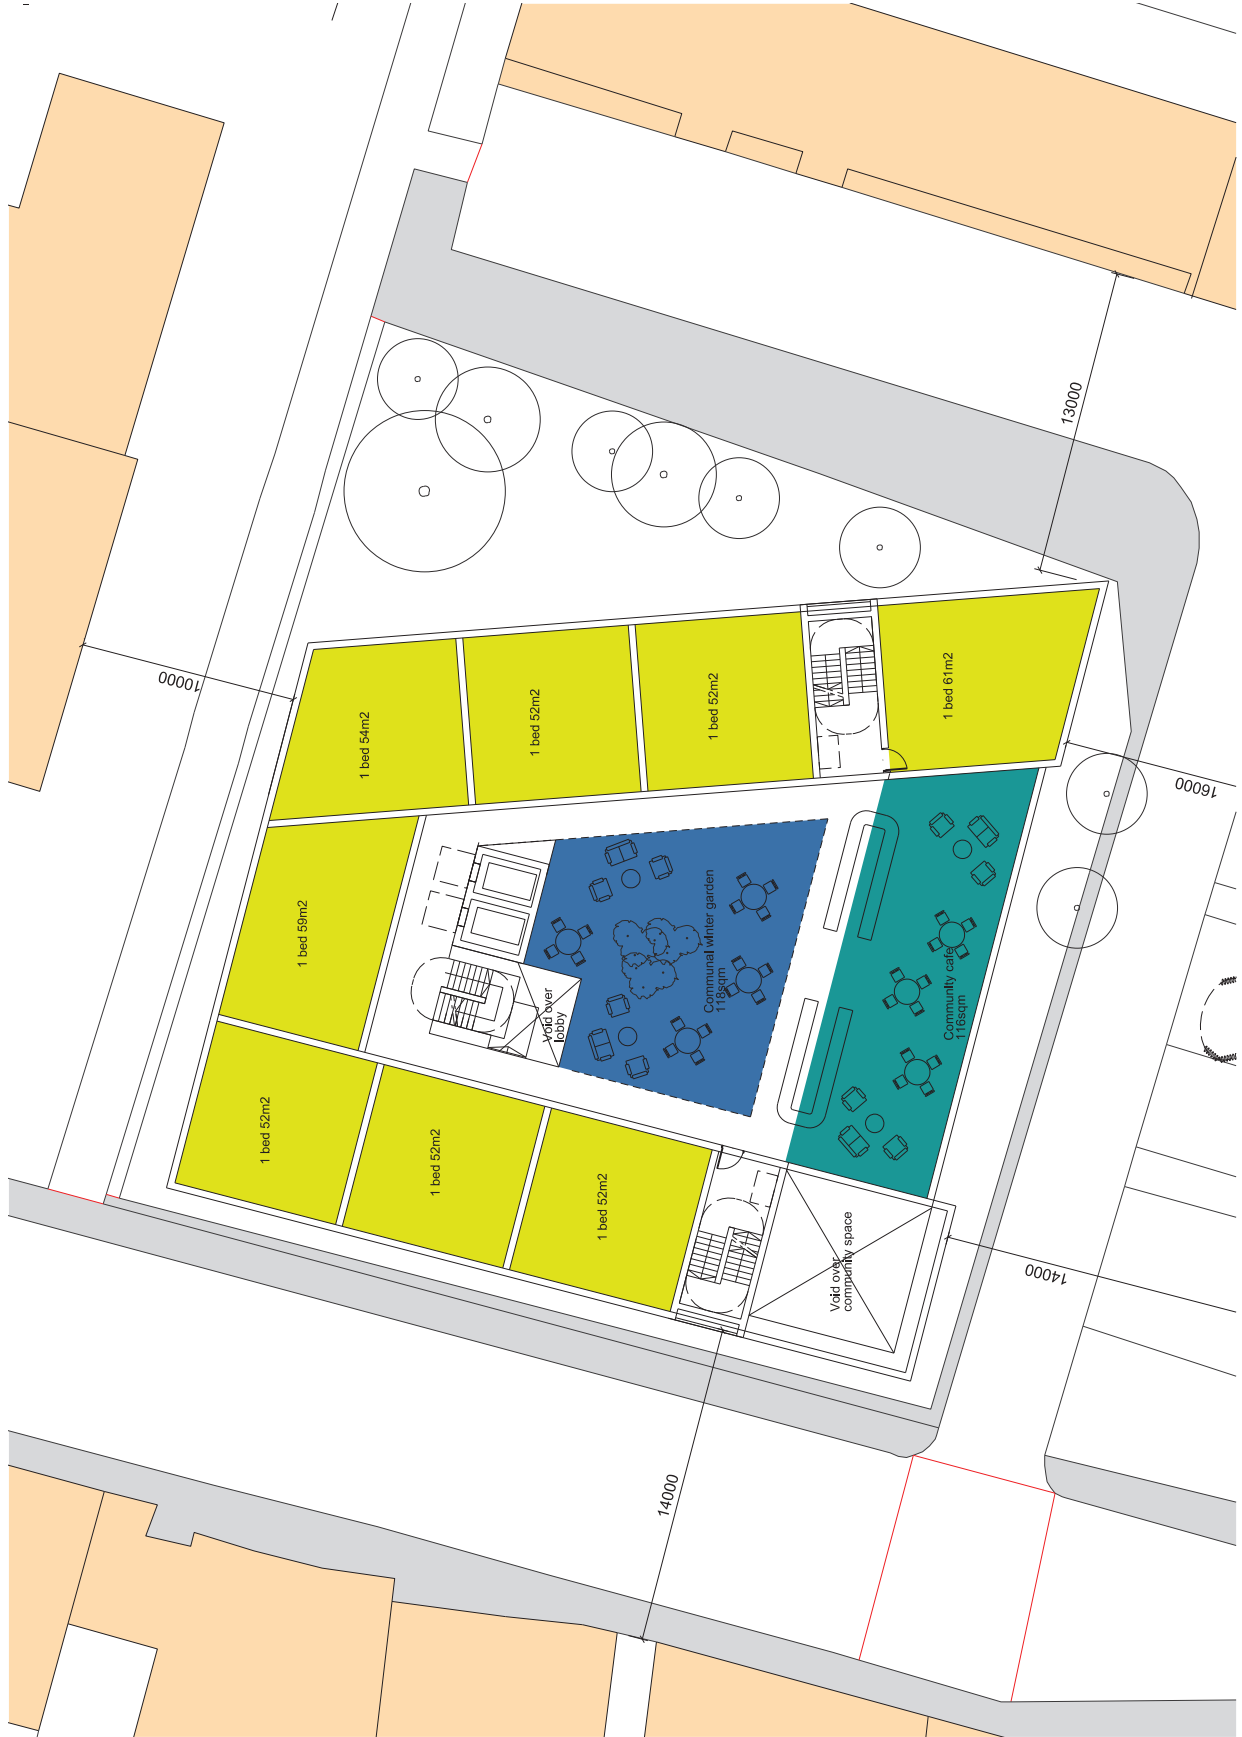 13000
10000
1 bed 54m2
1 bed 52m2
1 bed 52m2
1 bed 61m2
16000
1 bed 59m2
Communal winter garden
118sqm
Community cafe
116sqm
Void over
lobby
1 bed 52m2
1 bed 52m2
1 bed 52m2
Void over
community space
14000
14000